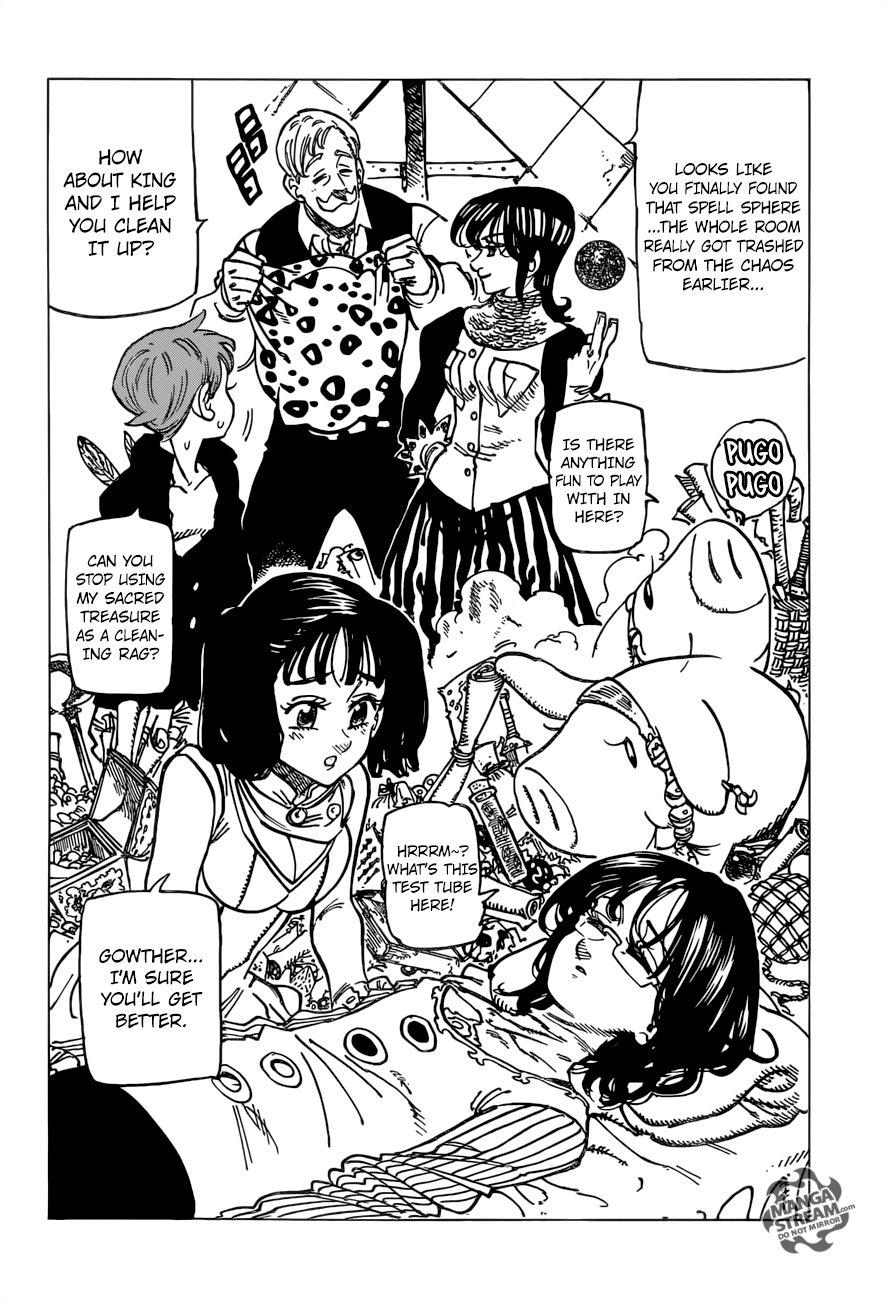 LOOKS LIKE
YOU FINALLY FOUND
THAT SPELL SPHERE
...THE WHOLE ROOM
REALLY GOT TRASHED
FROM THE CHAOS
EARLIER...
HOW
ABOUT KING
AND I HELP
YOU CLEAN
IT UP?
IS THERE
ANYTHING
FUN TO PLAY
WITH IN
HERE?
PUGO
PUGO
CAN YOU
STOP USING
MY SACRED
TREASURE
AS A CLEAN-
ING RAG?
HRRRM~?
WHAT'S THIS
TEST TUBE
HERE!
GOWTHER...
I'M SURE
YOU'LL GET
BETTER.
MANGA
STREAM.com
DO NOT MIRROR